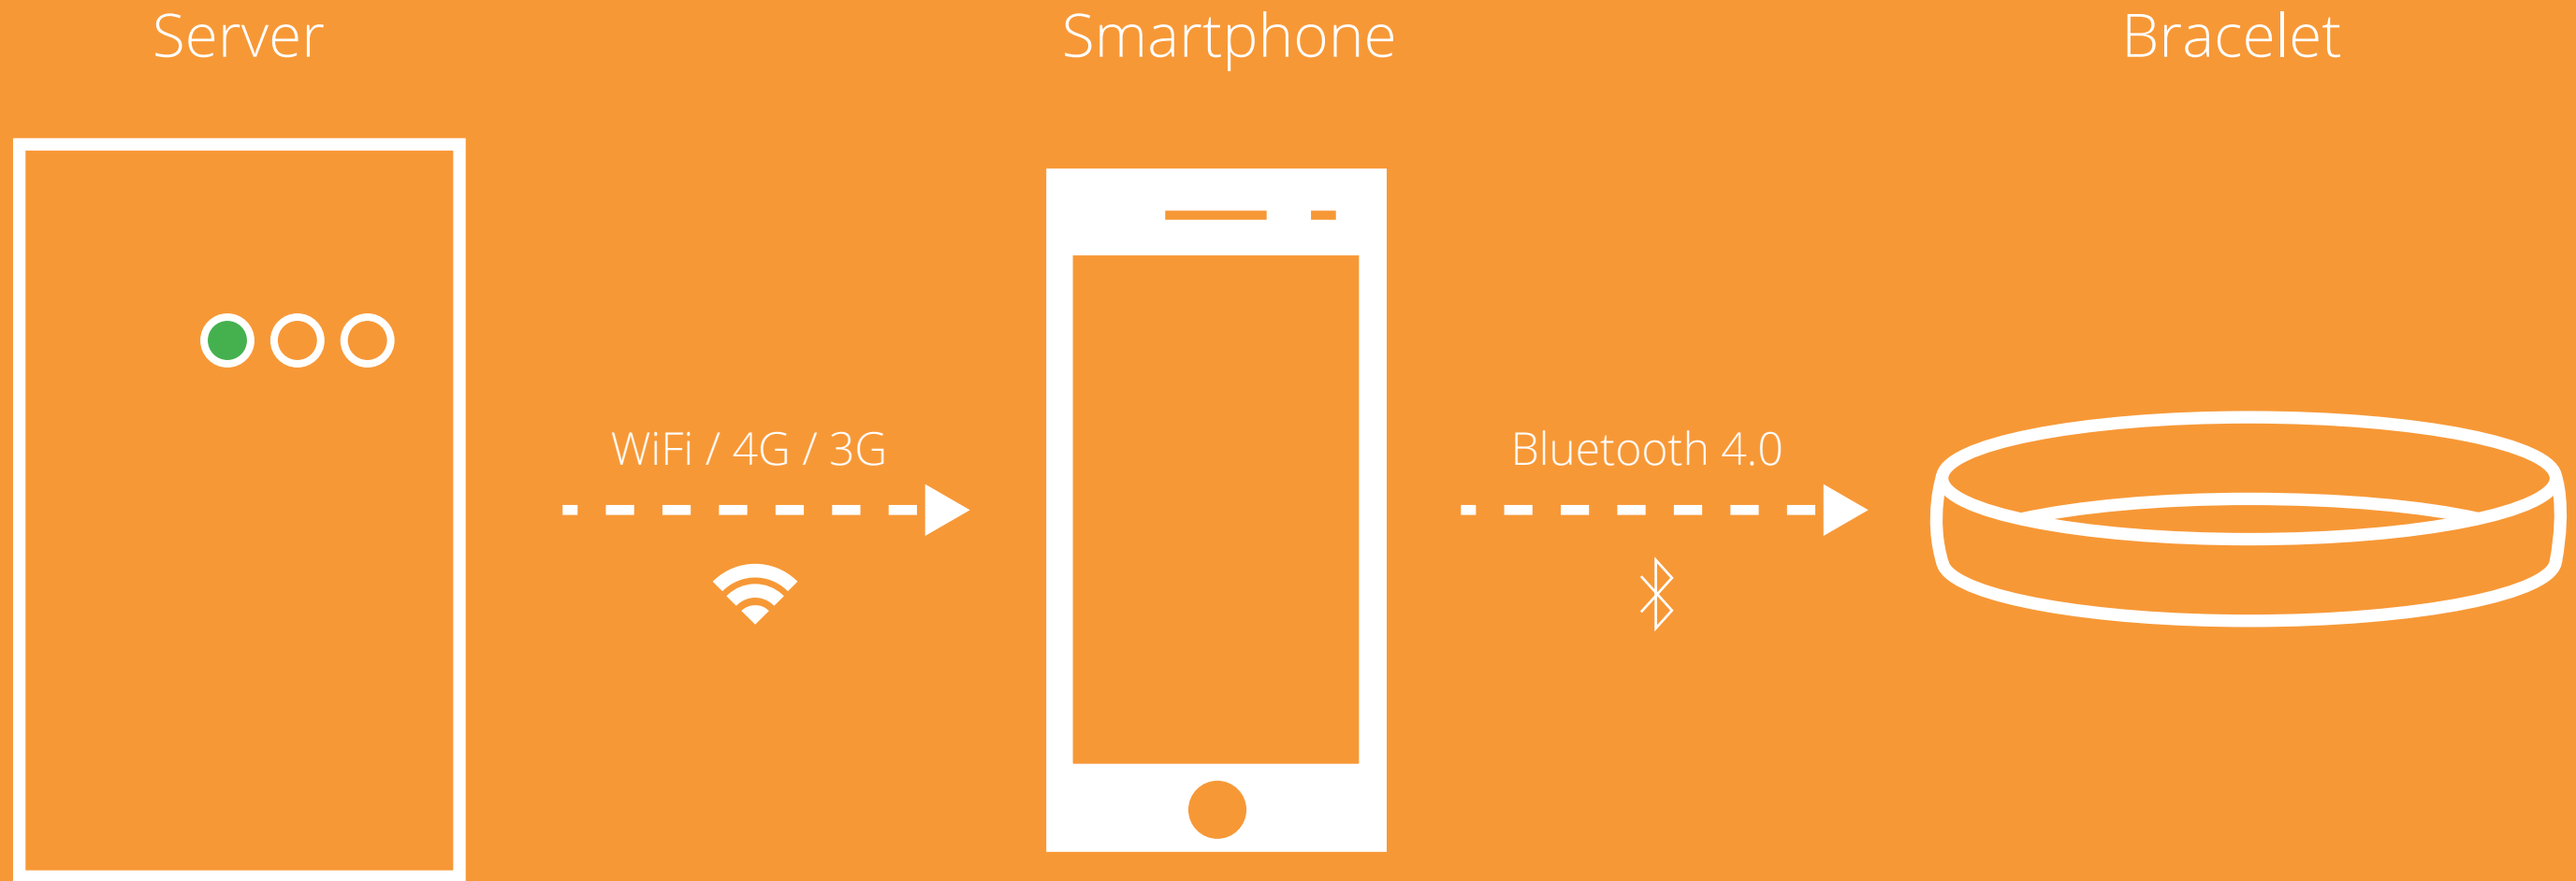 Server
Smartphone
Bracelet
WiFi / 4G / 3G
Bluetooth 4.0